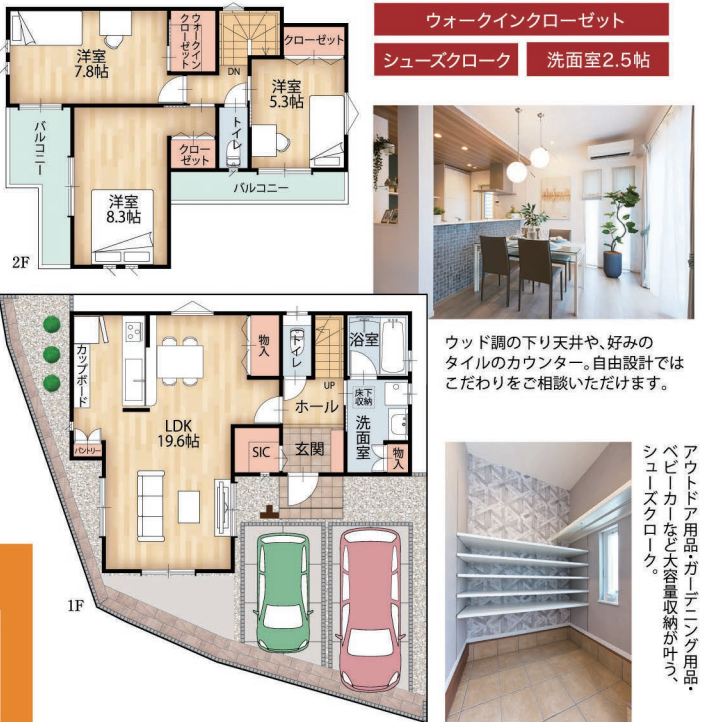 ウォークインクローゼット
シューズクローク
洗面室2.5帖
洋室
7.8帖
ウォークイン
クローゼット
DN
クローゼット
洋室
5.3帖
トイレ
クロー
ゼット
バルコニー
洋室
8.3帖
バルコニー
2F
ウッド調の下り天井や、好みの
タイルのカウンター。自由設計では
こだわりをご相談いただけます。
カップボード
物入
トイレ
浴室
UP
ホール
床下
収納
洗面室
LDK
19.6帖
パントリー
SIC
玄関
物入
1F
アウトドア用品・ガーデニング用品・
ベビーカーなど大容量収納が叶う、
シューズクローク。